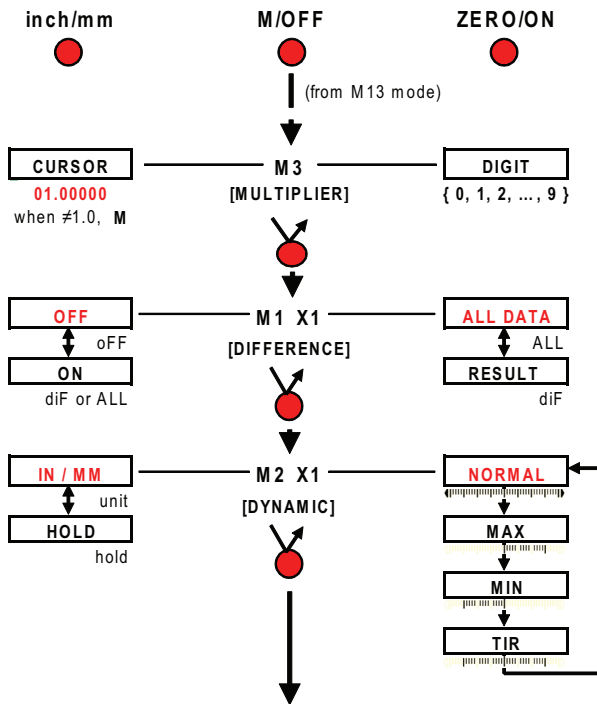 inch/mm M/OFF ZERO/ON
(from M13 mode)
CURSOR M3 DIGIT
01.00000 [MULTIPLIER] { 0, 1, 2, ..., 9 }
when ≠1.0, M
OFF M1 X1 ALL DATA
oFF [DIFFERENCE] ALL
ON RESULT
diF or ALL diF
IN / MM M2 X1 NORMAL
unit [DYNAMIC]
HOLD MAX
hold
MIN
TIR